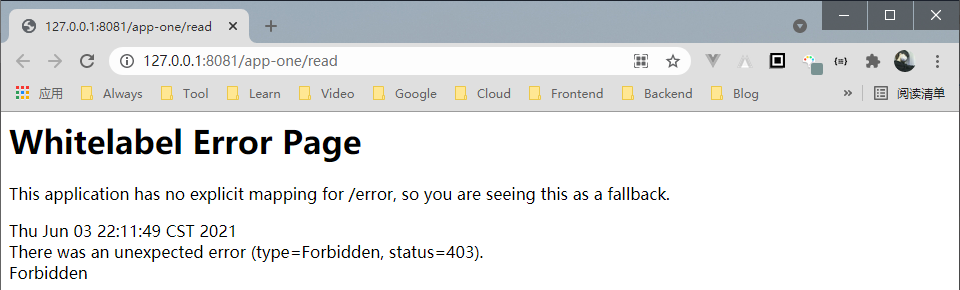 127.0.0.1:8081/app-one/read
127.0.0.1:8081/app-one/read
应用 Always Tool Learn Video Google Cloud Frontend Backend Blog » 阅读清单
Whitelabel Error Page
This application has no explicit mapping for /error, so you are seeing this as a fallback.
Thu Jun 03 22:11:49 CST 2021
There was an unexpected error (type=Forbidden, status=403).
Forbidden